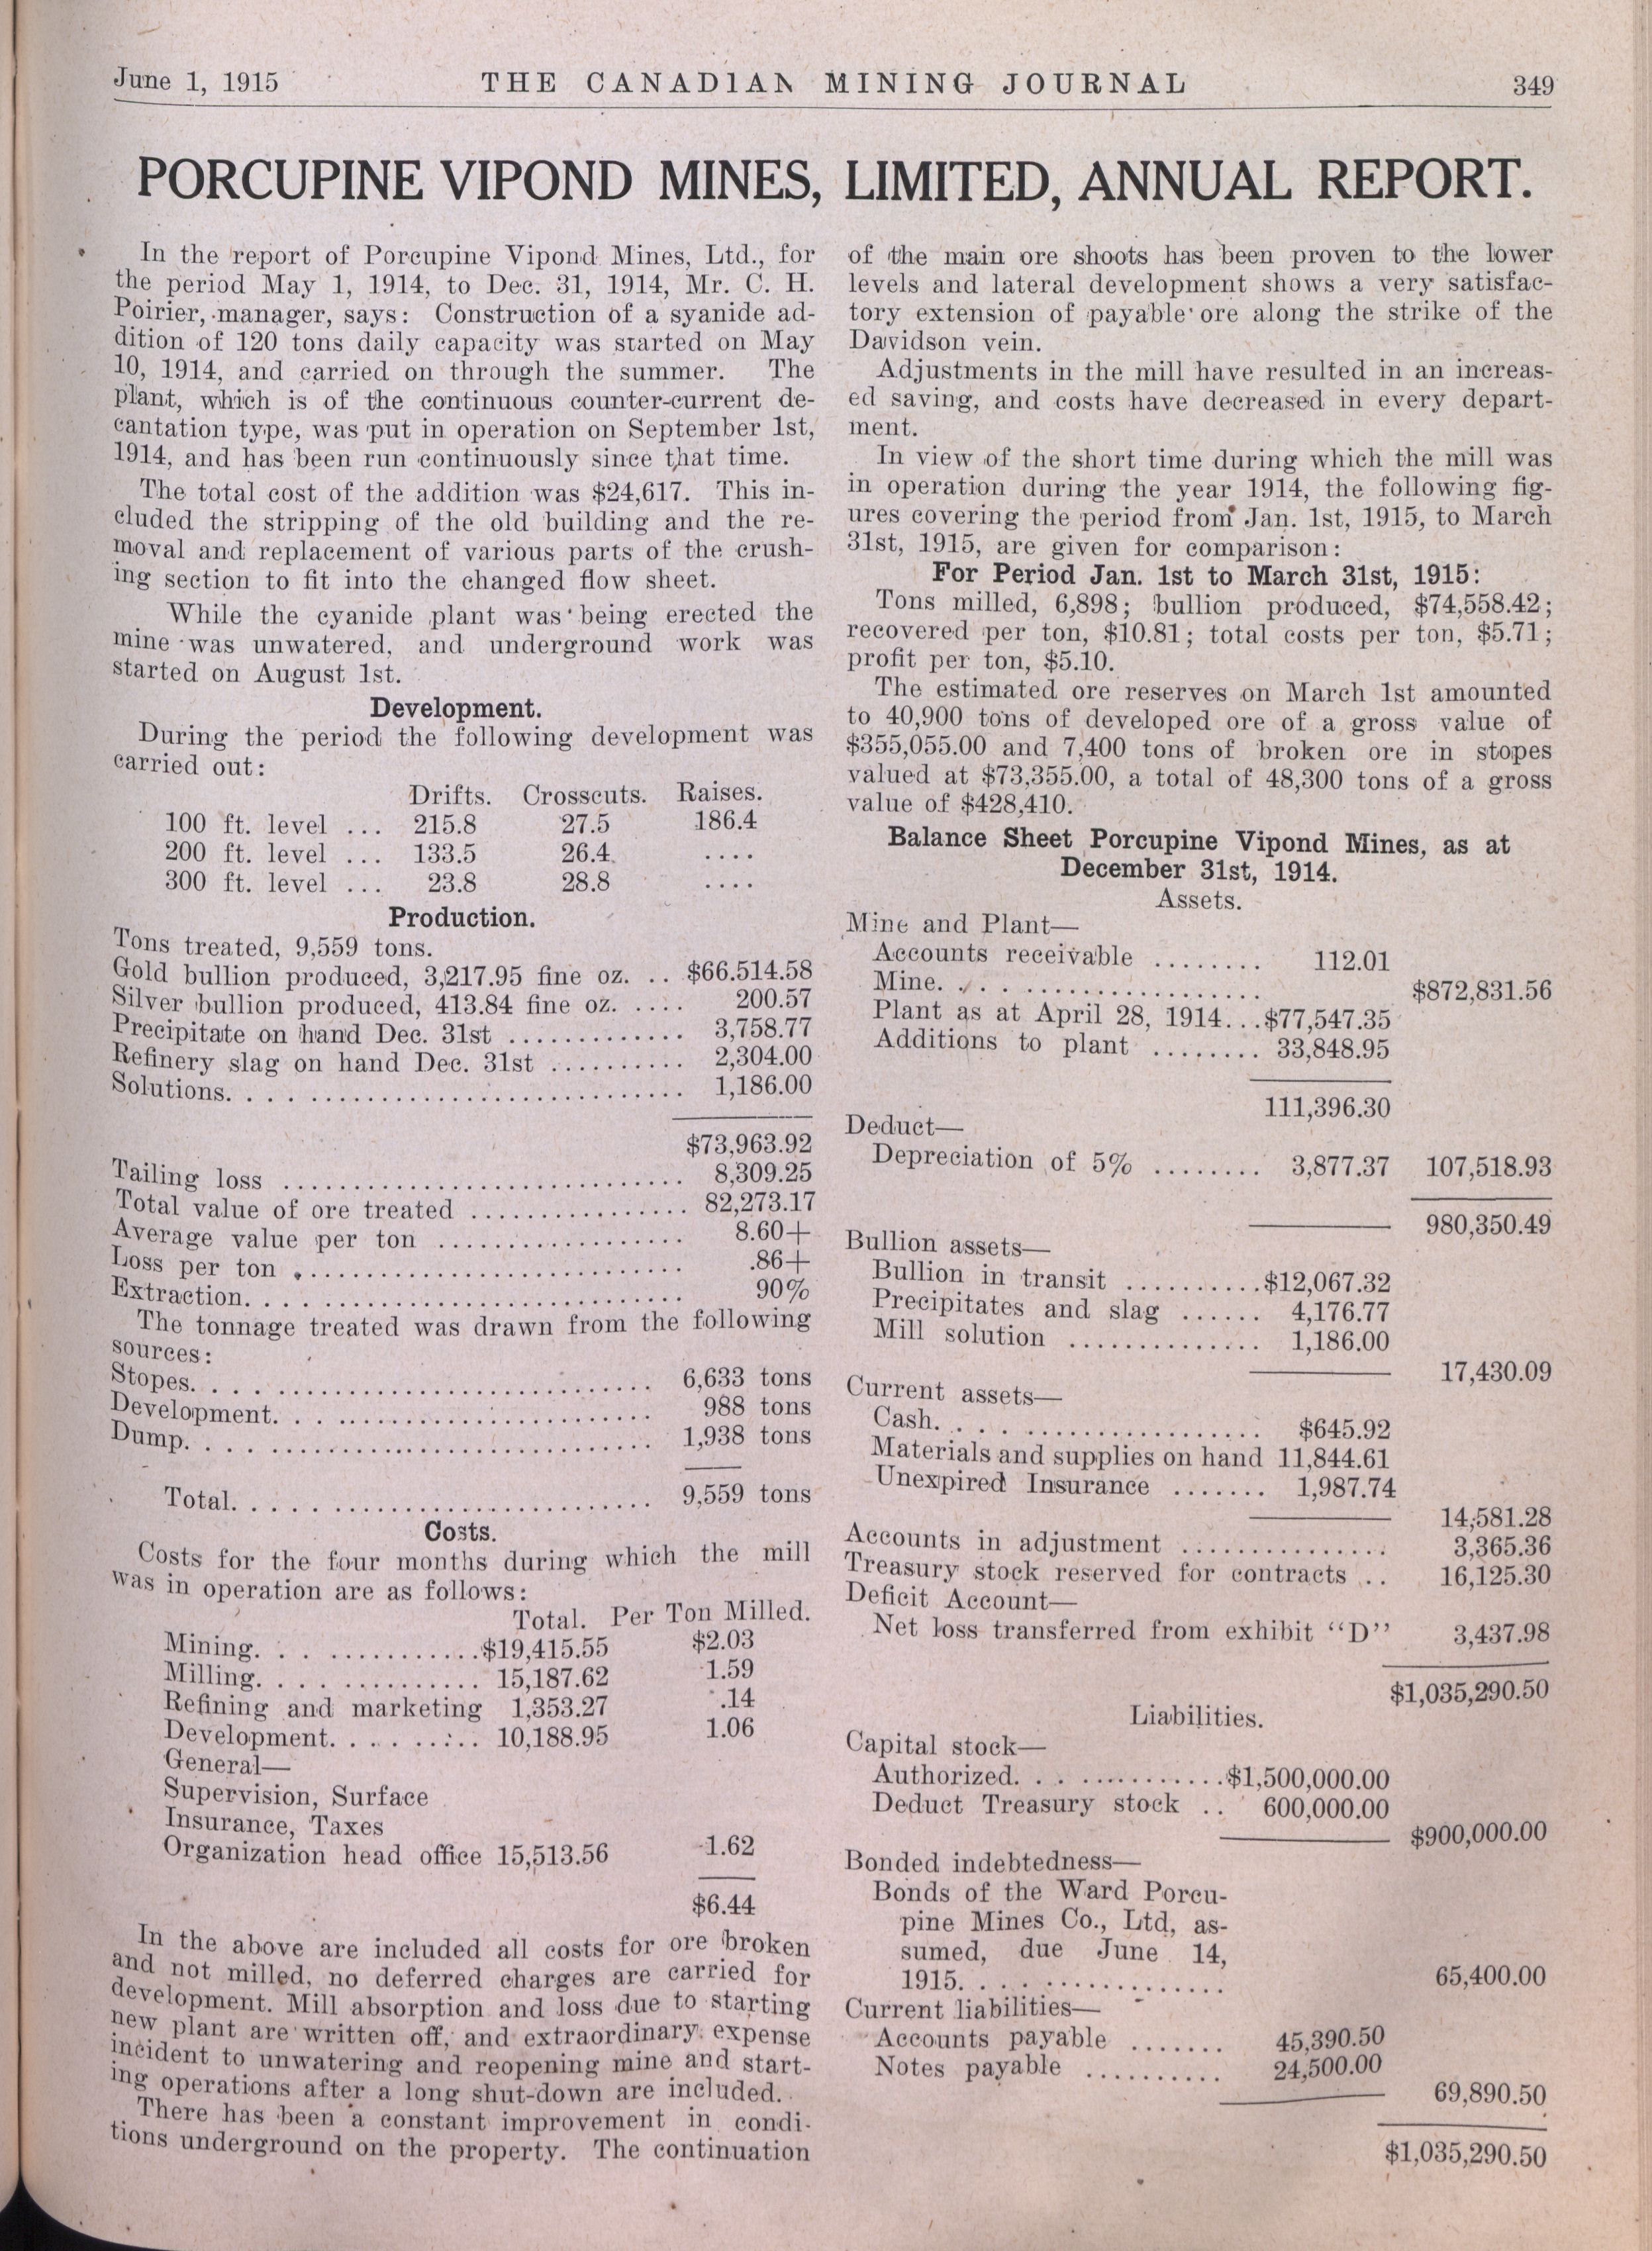 June 1, 1915 THE CANADIAN MINING JOURNAL 349
PORCUPINE VIPOND MINES, LIMITED, ANNUAL REPORT.
In the report of Porcupine Vipond Mines, Ltd., for
the period May 1, 1914, to Dec. 31, 1914, Mr. C. H.
Poirier, manager, says: Construction of a syanide ad-
dition of 120 tons daily capacity was started on May
10, 1914, and carried on through the summer. The
plant, which is of the continuous counter-current de-
cantation type, was put in operation on September 1st,
1914, and has been run continuously since that time.
The total cost of the addition was $24,617. This in-
cluded the stripping of the old building and the re-
moval and replacement of various parts of the crush-
ing section to fit into the changed flow sheet.
While the cyanide plant was being erected the
mine was unwatered, and underground work was
started on August 1st.
Development.
During the period the following development was
carried out:
Drifts. Crosscuts. Raises.
100 ft. level ... 215.8 27.5 186.4
200 ft. level ... 133.5 26.4 ....
300 ft. level ... 23.8 28.8 ....
Production.
Tons treated, 9,559 tons.
Gold bullion produced, 3,217.95 fine oz. .. $66.514.58
Silver bullion produced, 413.84 fine oz. .... 200.57
Precipitate on hand Dec. 31st ............. 3,758.77
Refinery slag on hand Dec. 31st .......... 2,304.00
Solutions. . . . ............................ 1,186.00
$73,963.92
Tailing loss ............................. 8,309.25
Total value of ore treated ................ 82,273.17
Average value per ton .................. 8.60+
Loss per ton ............................ .86+
Extraction. . . . ........................... 90%
The tonnage treated was drawn from the following
sources:
Stopes. . . . ............................. 6,633 tons
Development. . . ........................ 988 tons
Dump. . . . .............................. 1,938 tons
Total. . . . . ........................ 9,559 tons
Costs.
Costs for the four months during which the mill
was in operation are as follows:
Total. Per Ton Milled.
Mining. . . ............$19,415.55 $2.03
Milling. . . . ............. 15,187.62 1.59
Refining and marketing 1,353.27 .14
Development. . . . ..... 10,188.95 1.06
General—
Supervision, Surface
Insurance, Taxes
Organization head office 15,513.56 1.62
$6.44
In the above are included all costs for ore broken
and not milled, no deferred charges are carried for
development. Mill absorption and loss due to starting
new plant are written off, and extraordinary expense
incident to unwatering and reopening mine and start-
ing operations after a long shut-down are included.
There has been a constant improvement in condi-
tions underground on the property. The continuation
of the main ore shoots has been proven to the lower
levels and lateral development shows a very satisfac-
tory extension of payable ore along the strike of the
Davidson vein.
Adjustments in the mill have resulted in an increas-
ed saving, and costs have decreased in every depart-
ment.
In view of the short time during which the mill was
in operation during the year 1914, the following fig-
ures covering the period from Jan. 1st, 1915, to March
31st, 1915, are given for comparison:
For Period Jan. 1st to March 31st, 1915:
Tons milled, 6,898; bullion produced, $74,558.42;
recovered per ton, $10.81; total costs per ton, $5.71;
profit per ton, $5.10.
The estimated ore reserves on March 1st amounted
to 40,900 tons of developed ore of a gross value of
$355,055.00 and 7,400 tons of broken ore in stopes
valued at $73,355.00, a total of 48,300 tons of a gross
value of $428,410.
Balance Sheet Porcupine Vipond Mines, as at
December 31st, 1914.
Assets.
Mine and Plant—
Accounts receivable ........ 112.01
Mine. . . . .................. $872,831.56
Plant as at April 28, 1914...$77,547.35
Additions to plant ........ 33,848.95
111,396.30
Deduct—
Depreciation of 5% ........ 3,877.37 107,518.93
980,350.49
Bullion assets—
Bullion in transit ..........$12,067.32
Precipitates and slag ...... 4,176.77
Mill solution .............. 1,186.00
17,430.09
Current assets—
Cash. . . . .................. $645.92
Materials and supplies on hand 11,844.61
Unexpired Insurance ....... 1,987.74
14,581.28
Accounts in adjustment ............... 3,365.36
Treasury stock reserved for contracts .. 16,125.30
Deficit Account—
Net loss transferred from exhibit "D" 3,437.98
$1,035,290.50
Liabilities.
Capital stock—
Authorized. . . ............$1,500,000.00
Deduct Treasury stock .. 600,000.00
$900,000.00
Bonded indebtedness—
Bonds of the Ward Porcu-
pine Mines Co., Ltd, as-
sumed, due June 14,
1915. . . . .............. 65,400.00
Current liabilities—
Accounts payable ....... 45,390.50
Notes payable .......... 24,500.00
69,890.50
$1,035,290.50